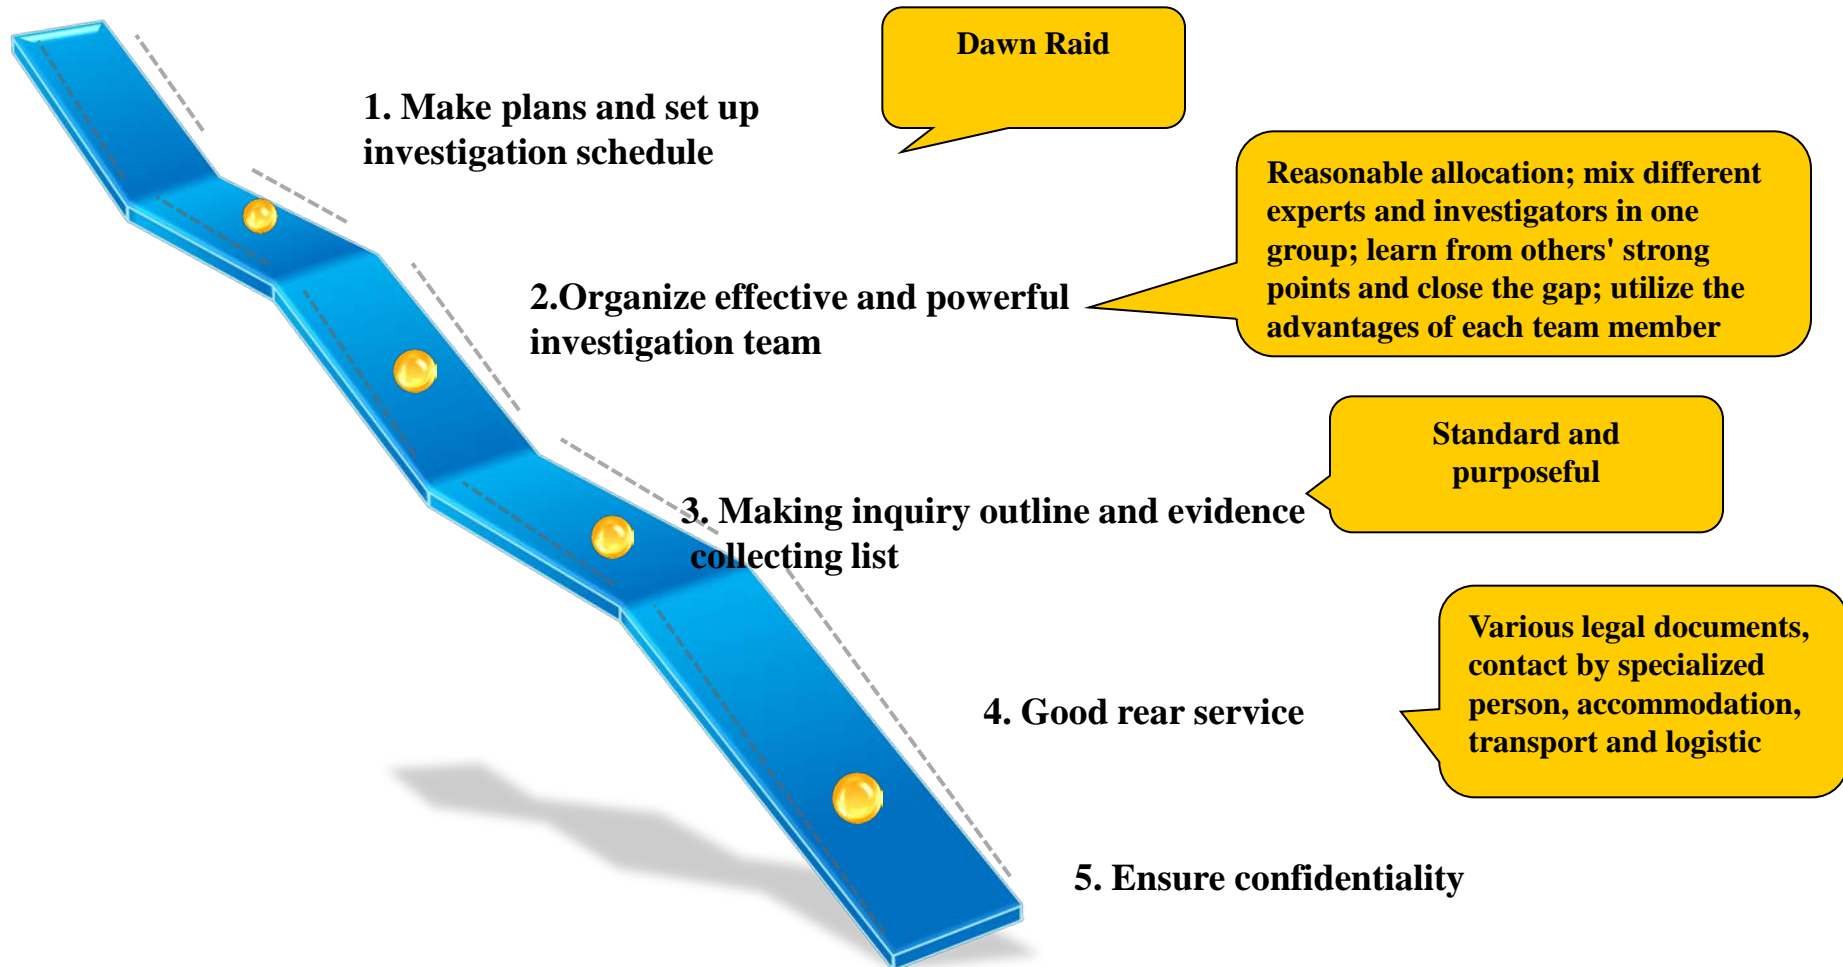 Dawn Raid
1. Make plans and set up
investigation schedule
Reasonable allocation; mix different
experts and investigators in one
group; learn from others' strong
points and close the gap; utilize the
advantages of each team member
2.Organize effective and powerful
investigation team
Standard and
purposeful
3. Making inquiry outline and evidence
collecting list
Various legal documents,
contact by specialized
person, accommodation,
transport and logistic
4. Good rear service
5. Ensure confidentiality